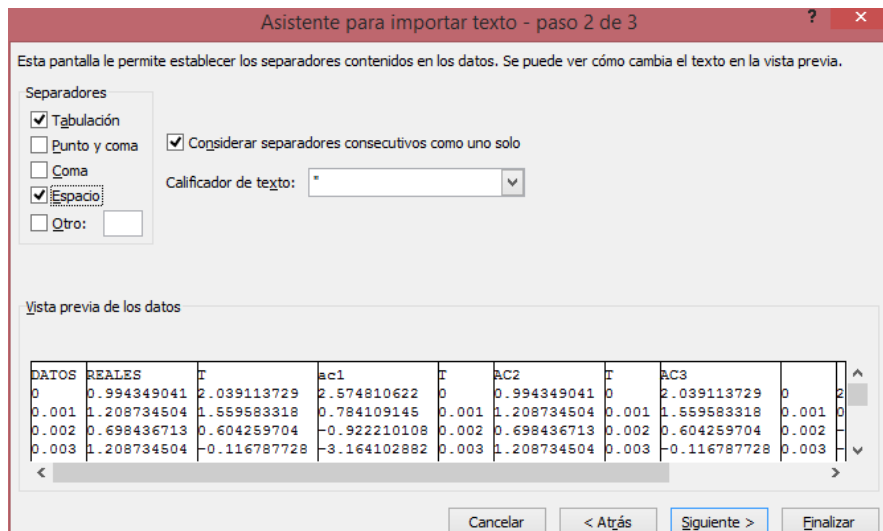 Asistente para importar texto - paso 2 de 3 ? ×
Esta pantalla le permite establecer los separadores contenidos en los datos. Se puede ver cómo cambia el texto en la vista previa.
Separadores
Tabulación
Punto y coma
Coma
Espacio
Otro:
Considerar separadores consecutivos como uno solo
Calificador de texto: "
Vista previa de los datos
DATOS REALES T ac1 T AC2 T AC3
0 0.994349041 2.039113729 2.574810622 0 0.994349041 0 2.039113729 0 2
0.001 1.208734504 1.559583318 0.784109145 0.001 1.208734504 0.001 1.559583318 0.001 0
0.002 0.698436713 0.604259704 -0.922210108 0.002 0.698436713 0.002 0.604259704 0.002 -
0.003 1.208734504 -0.116787728 -3.164102882 0.003 1.208734504 0.003 -0.116787728 0.003 -
Cancelar < Atrás Siguiente > Finalizar